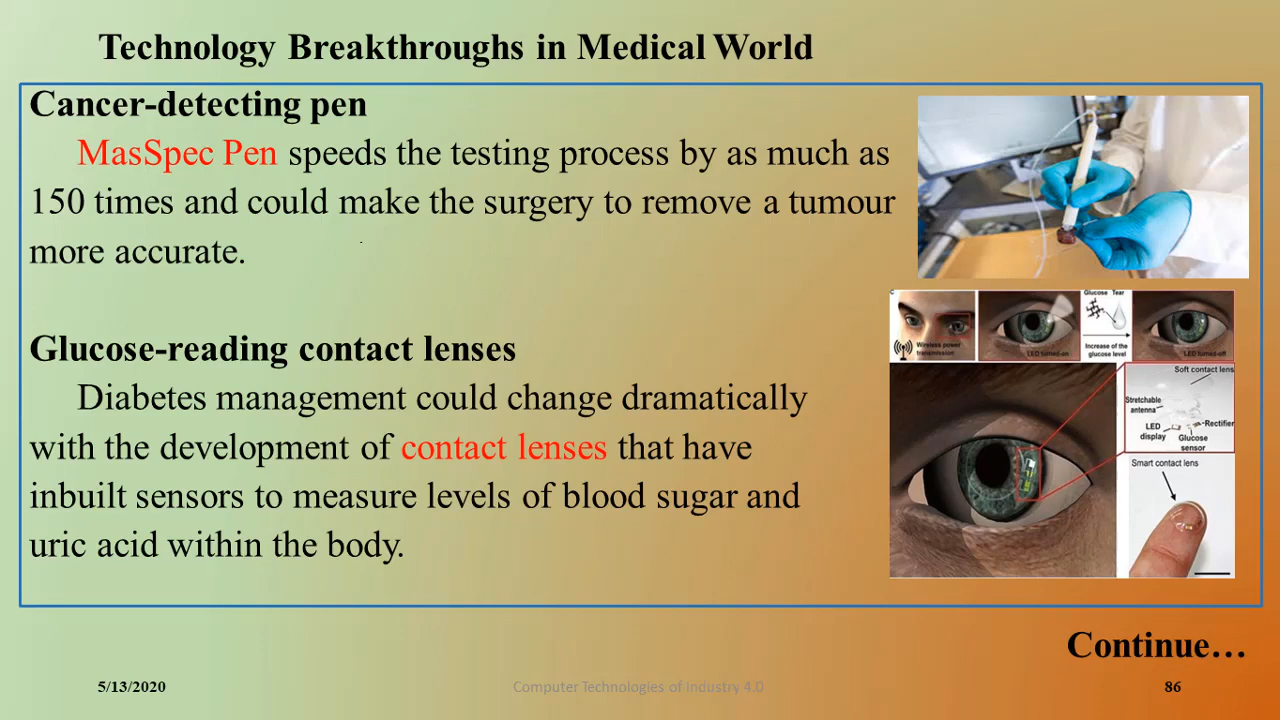 Technology Breakthroughs in Medical World
Cancer-detecting pen
MasSpec Pen speeds the testing process by as much as
150 times and could make the surgery to remove a tumour
more accurate.
Glucose-reading contact lenses
Diabetes management could change dramatically
with the development of contact lenses that have
inbuilt sensors to measure levels of blood sugar and
uric acid within the body.
C
Wireless power
transmission
LED turned-on
Glucose Tear
Increase of the
glucose level
LED turned-off
Soft contact lens
Stretchable
antenna
Rectifier
LED
display
Glucose
sensor
Smart contact lens
Continue…
5/13/2020
Computer Technologies of Industry 4.0
86